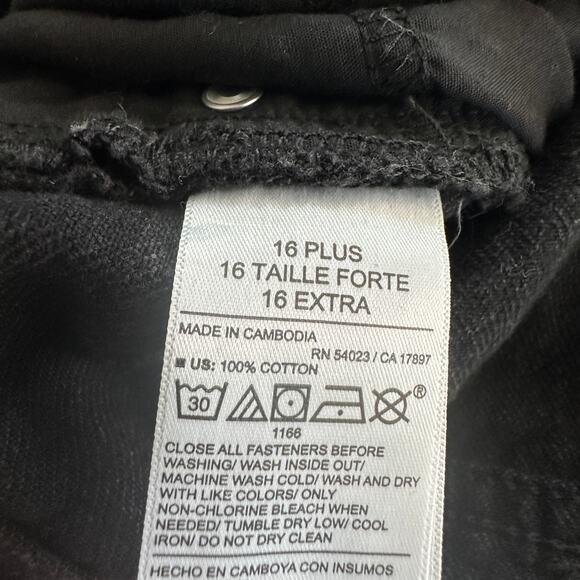 16 PLUS
16 TAILLE FORTE
16 EXTRA
MADE IN CAMBODIA
RN 54023 / CA 17897
US: 100% COTTON
30
®
1166
CLOSE ALL FASTENERS BEFORE
WASHING/ WASH INSIDE OUT/
MACHINE WASH COLD/ WASH AND DRY
WITH LIKE COLORS/ ONLY
NON-CHLORINE BLEACH WHEN
NEEDED/ TUMBLE DRY LOW/ COOL
IRON/ DO NOT DRY CLEAN
HECHO EN CAMBOYA CON INSUMOS